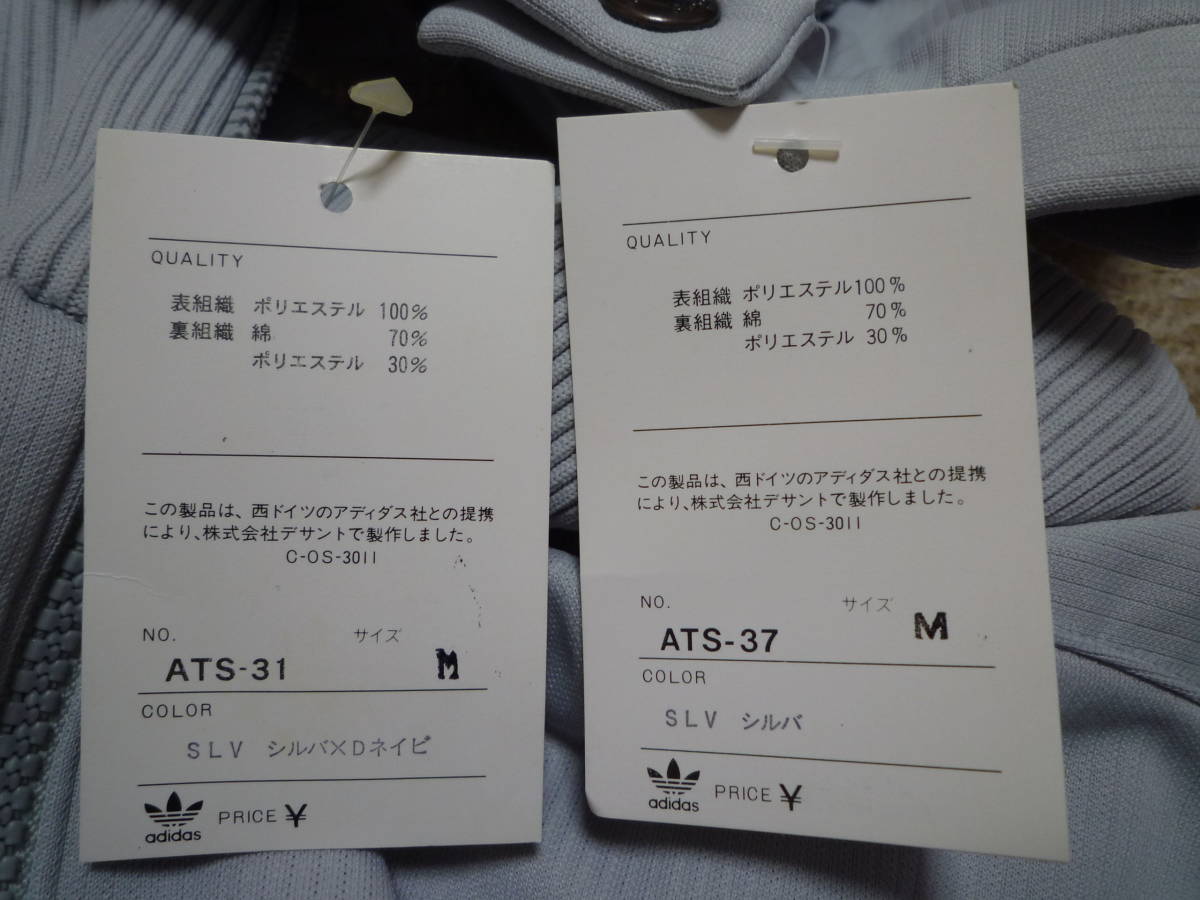 QUALITY
表組織 ポリエステル 100%
裏組織 綿 70%
ポリエステル 30%
この製品は、西ドイツのアディダス社との提携
により、株式会社デサントで製作しました。
C-OS-3011
NO. サイズ
ATS-31 M
COLOR
SLV シルバ×Dネイビ
adidas PRICE ¥
QUALITY
表組織 ポリエステル100%
裏組織 綿 70%
ポリエステル 30%
この製品は、西ドイツのアディダス社との提携
により、株式会社デサントで製作しました。
C-OS-3011
NO. サイズ
ATS-37 M
COLOR
SLV シルバ
adidas PRICE ¥